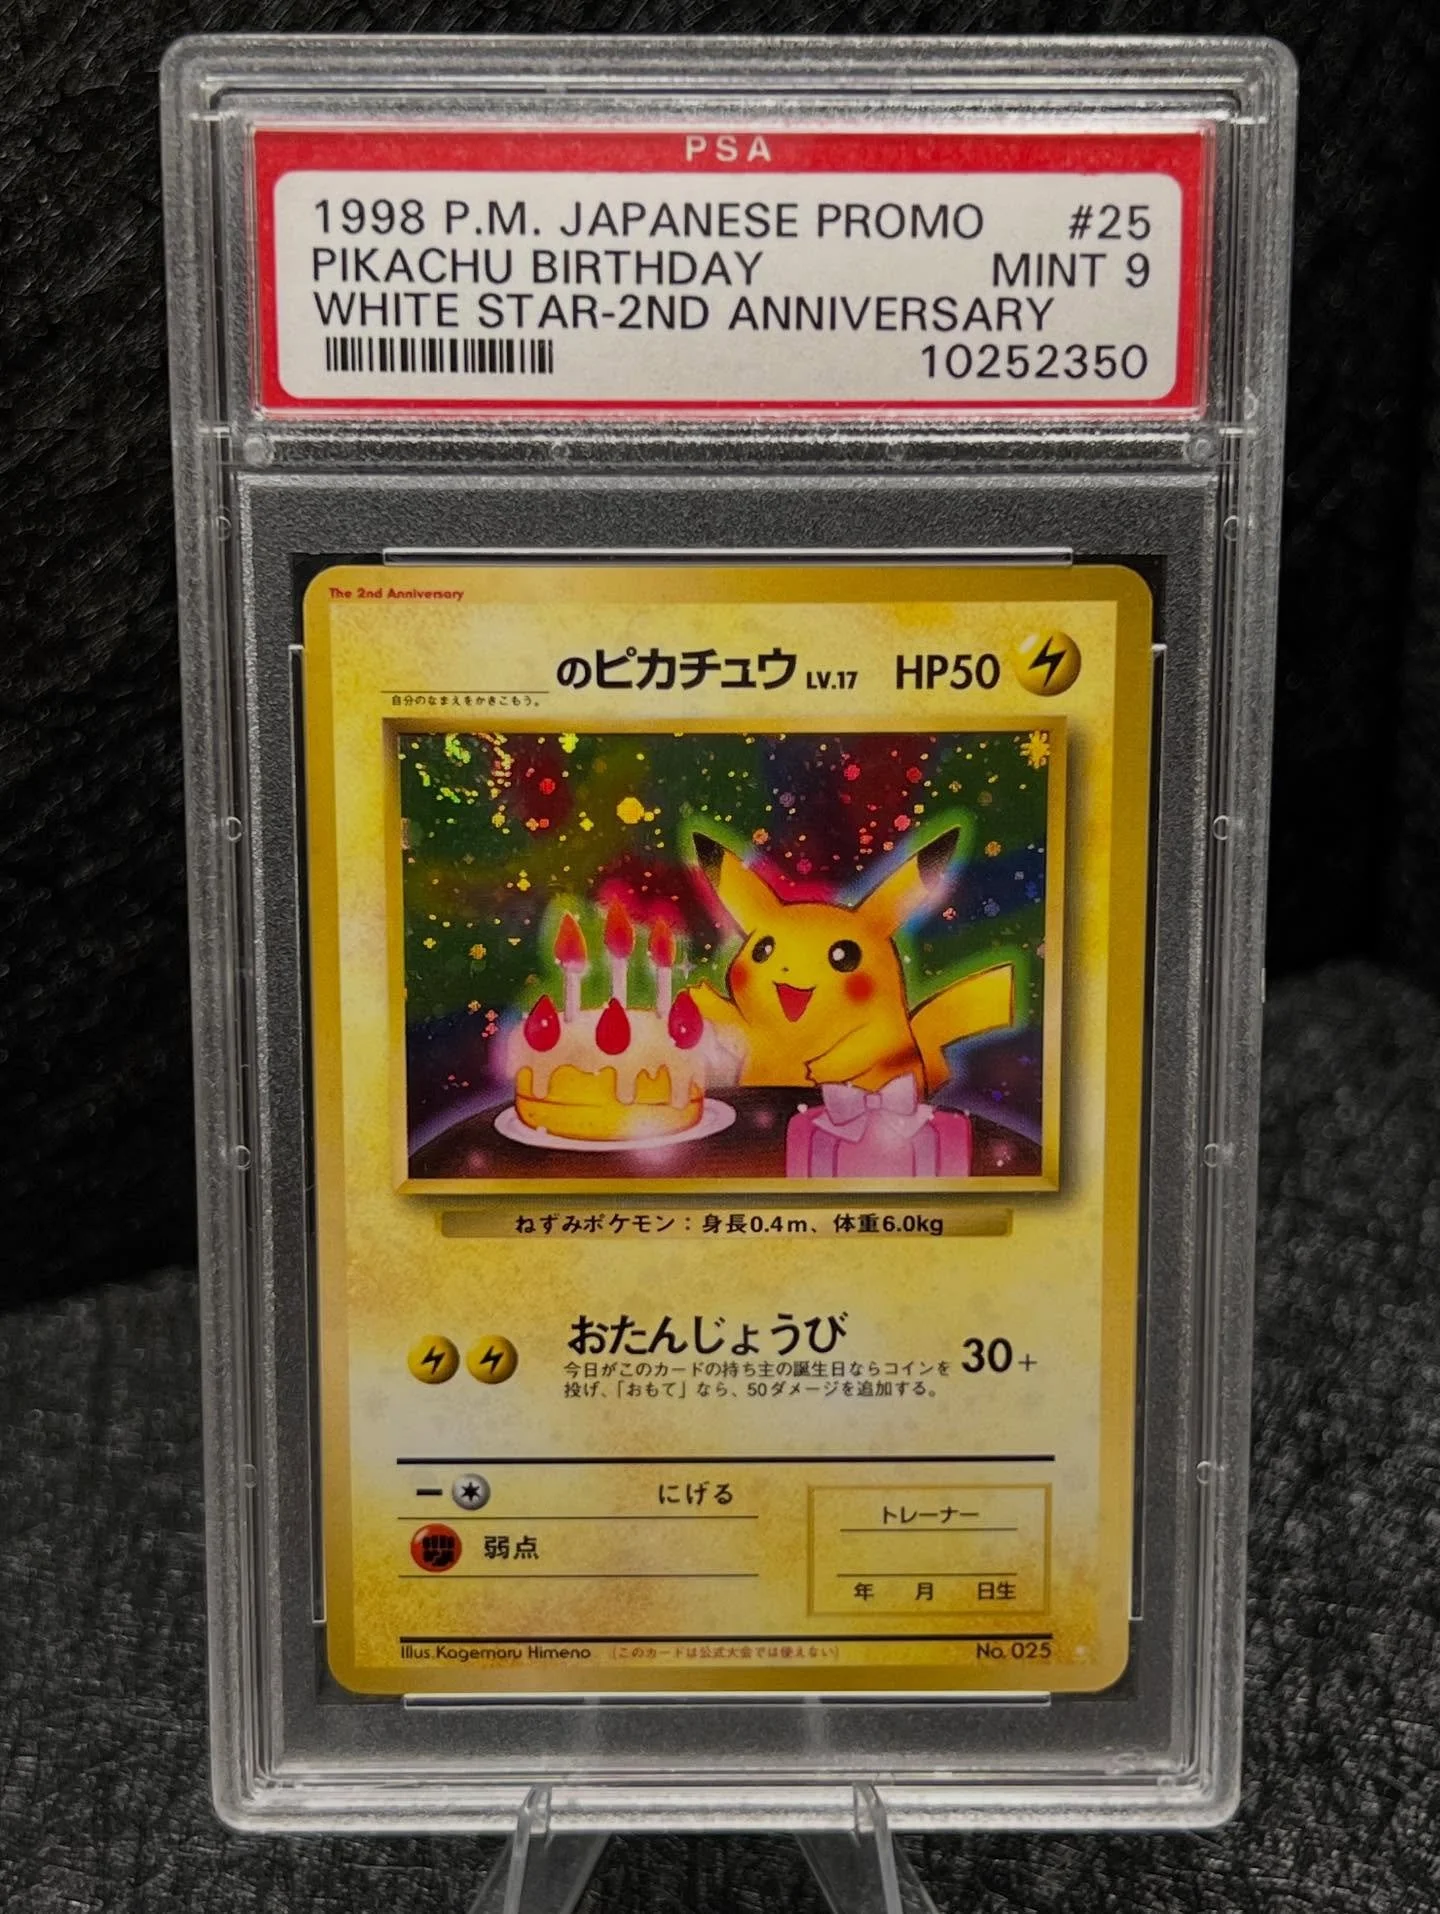 PSA
1998 P.M. JAPANESE PROMO #25
PIKACHU BIRTHDAY MINT 9
WHITE STAR-2ND ANNIVERSARY
10252350
The 2nd Anniversary
のピカチュウ LV.17 HP50
自分のなまえをかきこもう。
ねずみポケモン：身長0.4m、体重6.0kg
おたんじょうび 30+
今日がこのカードの持ち主の誕生日ならコインを
投げ、「おもて」なら、50ダメージを追加する。
にげる
弱点
トレーナー
年 月 日生
Illus. Kagemaru Himeno （このカードは公式大会では使えない） No. 025